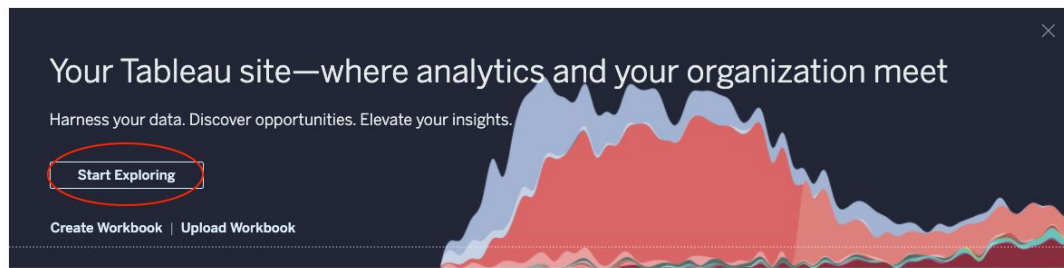 Your Tableau site—where analytics and your organization meet
Harness your data. Discover opportunities. Elevate your insights.
Start Exploring
Create Workbook | Upload Workbook